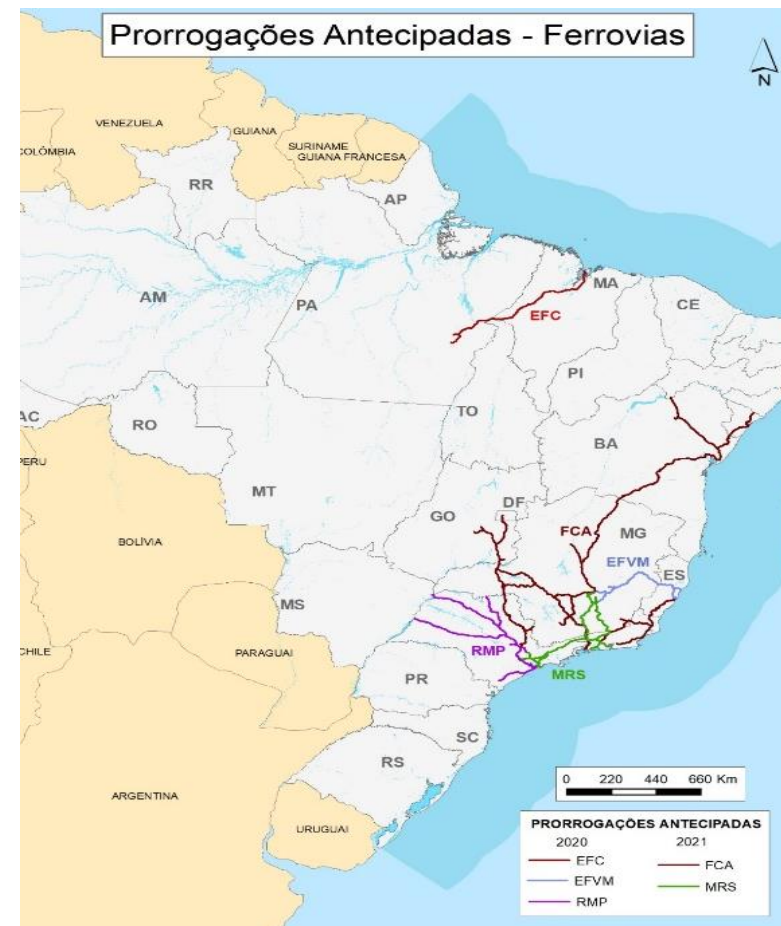 Prorrogações Antecipadas - Ferrovias
N
VENEZUELA
GUIANA
COLÔMBIA
SURINAME
GUIANA FRANCESA
RR
AP
AM
PA
MA
CE
EFC
PI
AC
RO
TO
BA
PERU
MT
DF
GO
FCA
MG
BOLÍVIA
EFVM
ES
MS
CHILE
PARAGUAI
RMP
MRS
PR
SC
RS
ARGENTINA
URUGUAI
0 220 440 660 Km
PRORROGAÇÕES ANTECIPADAS
2020 2021
EFC FCA
EFVM MRS
RMP